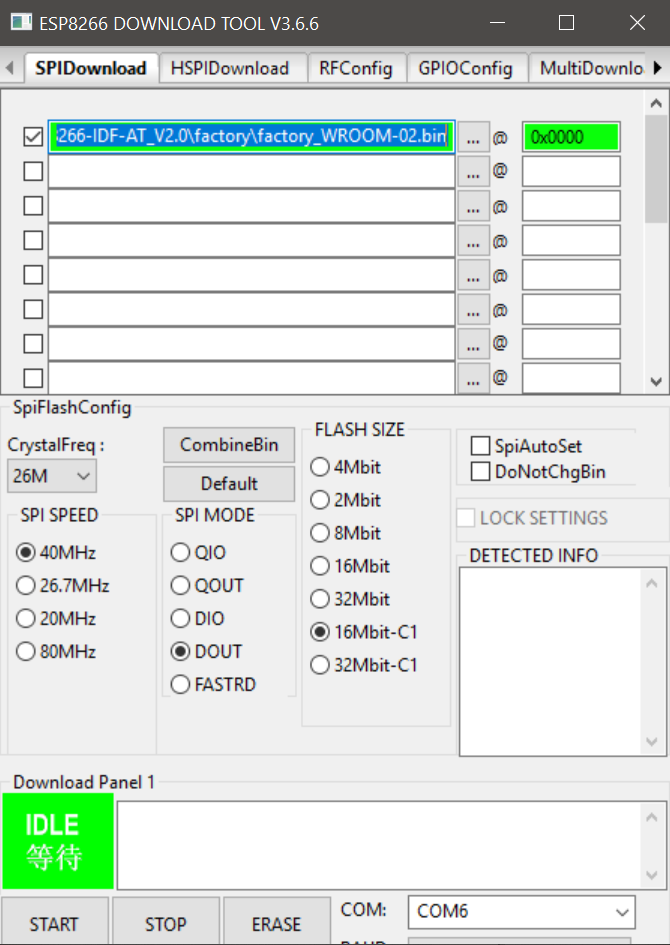 ESP8266 DOWNLOAD TOOL V3.6.6
SPIDownload HSPIDownload RFConfig GPIOConfig MultiDownlo
266-IDF-AT_V2.0\factory\factory_WROOM-02.bin ... @ 0x0000
... @
... @
... @
... @
... @
... @
... @
SpiFlashConfig
CrystalFreq :
26M
CombineBin
Default
SPI SPEED
40MHz
26.7MHz
20MHz
80MHz
SPI MODE
QIO
QOUT
DIO
DOUT
FASTRD
FLASH SIZE
4Mbit
2Mbit
8Mbit
16Mbit
32Mbit
16Mbit-C1
32Mbit-C1
SpiAutoSet
DoNotChgBin
LOCK SETTINGS
DETECTED INFO
Download Panel 1
IDLE
等待
START STOP ERASE
COM: COM6